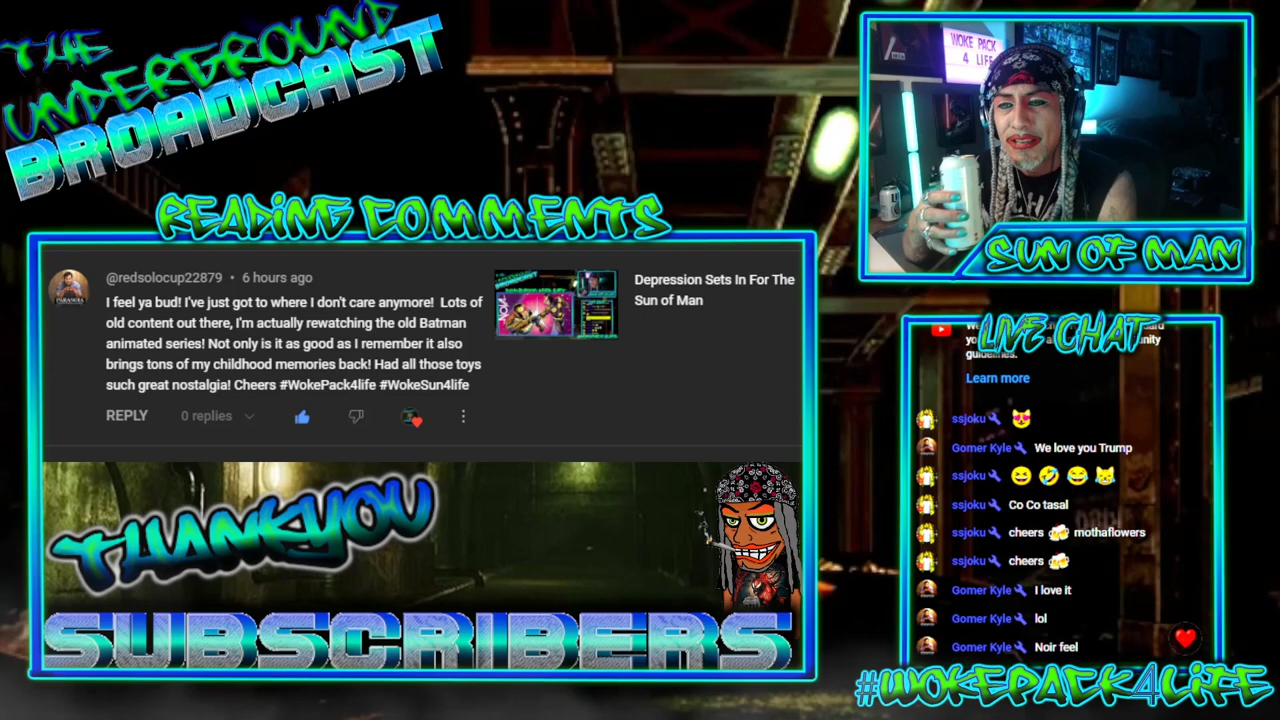 THE
UNDERGROUND
BROADCAST
WOKE PACK
4 LIFE
SUN OF MAN
READING COMMENTS
@redsolocup22879 • 6 hours ago
I feel ya bud! I've just got to where I don't care anymore! Lots of
old content out there, I'm actually rewatching the old Batman
animated series! Not only is it as good as I remember it also
brings tons of my childhood memories back! Had all those toys
such great nostalgia! Cheers #WokePack4life #WokeSun4life
REPLY 0 replies
Depression Sets In For The
Sun of Man
THANKYOU
SUBSCRIBERS
LIVE CHAT
guidelines.
Learn more
ssjoku 😻
Gomer Kyle We love you Trump
ssjoku 😆 🤣 😂 😹
ssjoku Co Co tasal
ssjoku cheers 🍻 mothaflowers
ssjoku cheers 🍻
Gomer Kyle I love it
Gomer Kyle lol
Gomer Kyle Noir feel
#WOKEPACK4LIFE